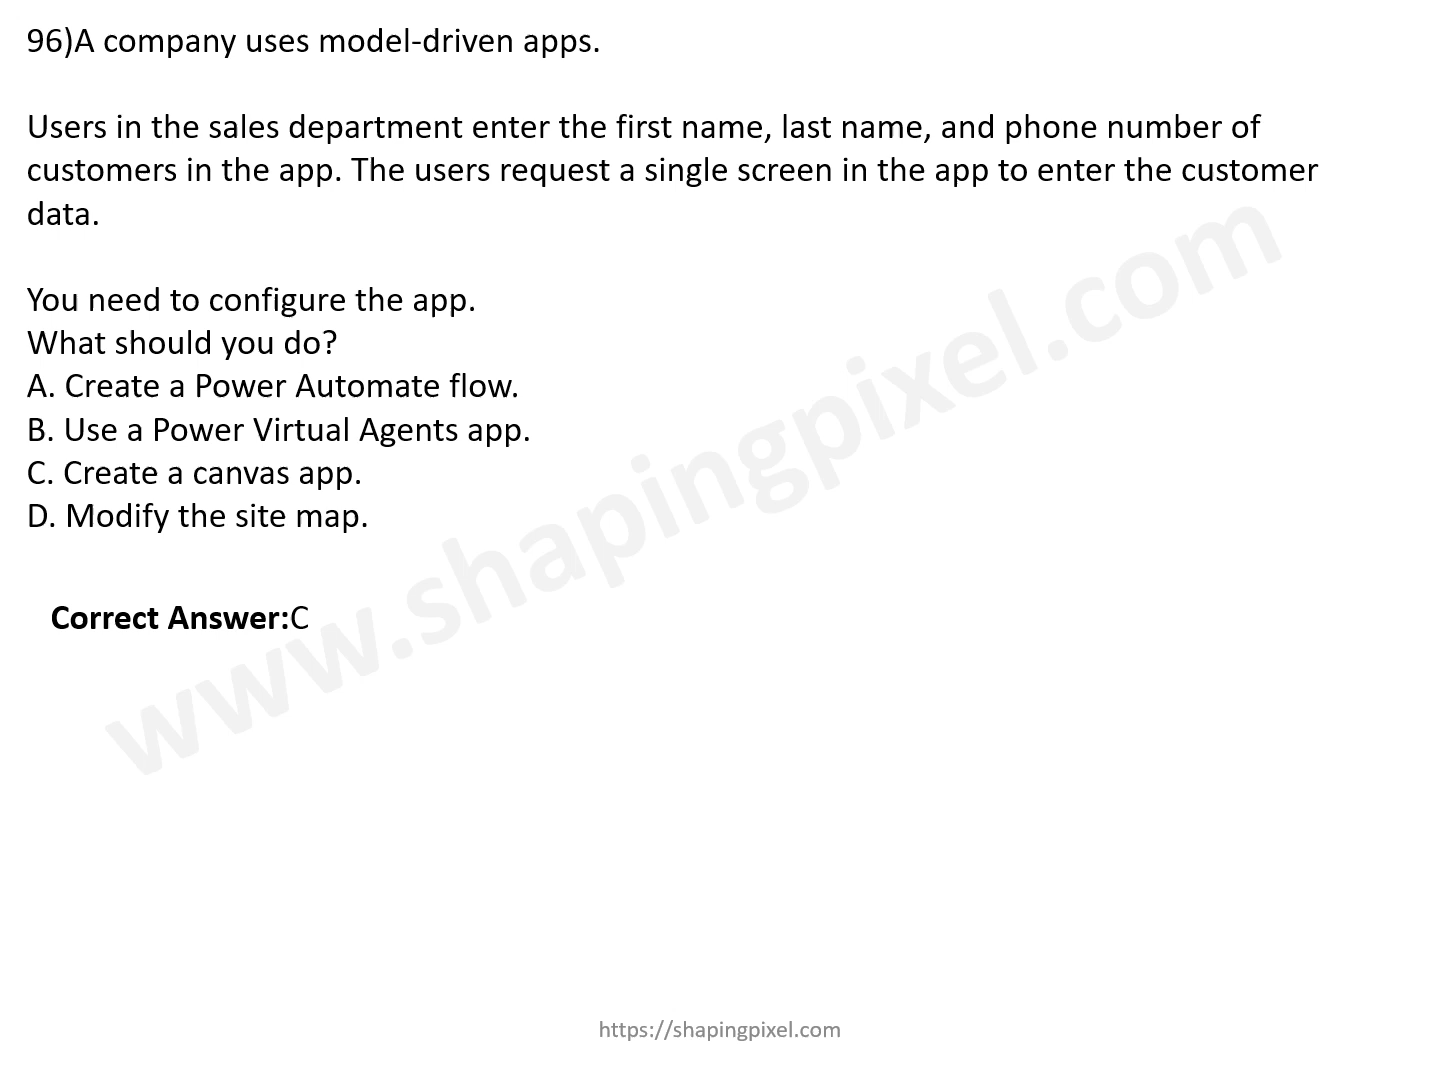 96)A company uses model-driven apps.
Users in the sales department enter the first name, last name, and phone number of
customers in the app. The users request a single screen in the app to enter the customer
data.
You need to configure the app.
What should you do?
A. Create a Power Automate flow.
B. Use a Power Virtual Agents app.
C. Create a canvas app.
D. Modify the site map.
Correct Answer:C
www.shapingpixel.com
https://shapingpixel.com